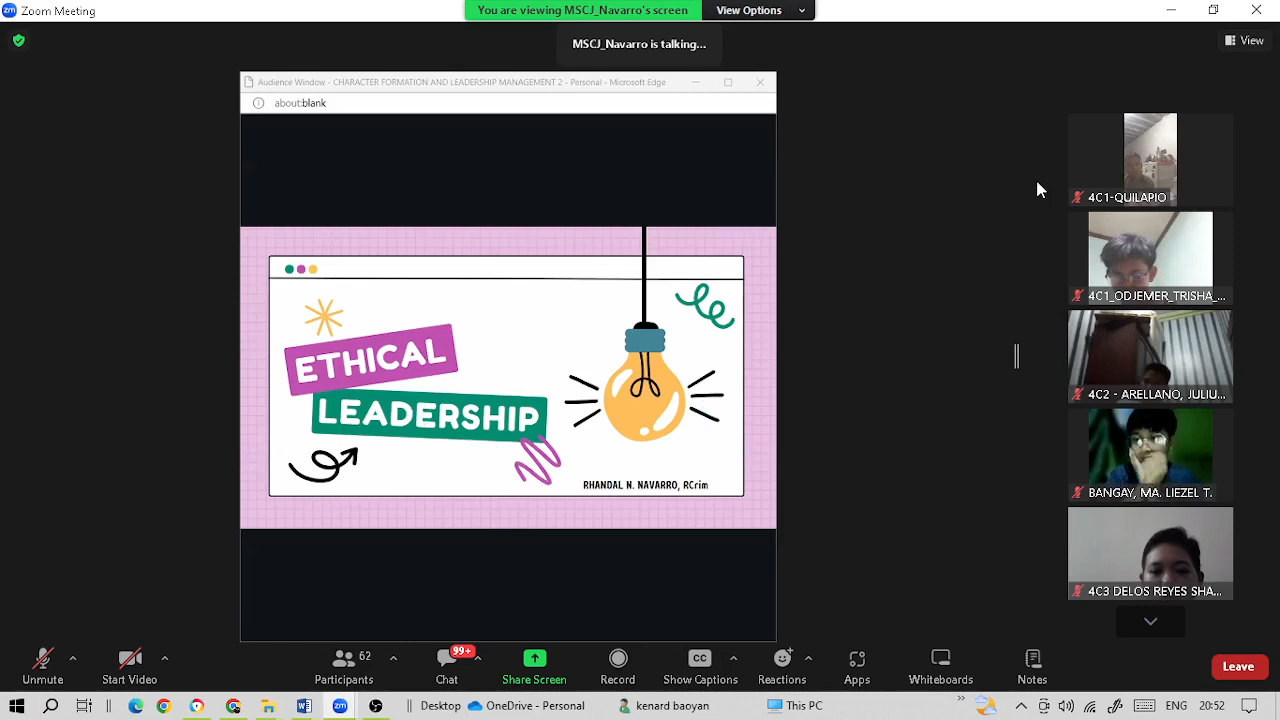 Zoom Meeting
You are viewing MSCJ_Navarro's screen
View Options
MSCJ_Navarro is talking...
View
Audience Window - CHARACTER FORMATION AND LEADERSHIP MANAGEMENT 2 - Personal - Microsoft Edge
about:blank
ETHICAL
LEADERSHIP
RHANDAL N. NAVARRO, RCrim
4C1-QUILAPIO
4C1_ODJEMER_TRISHA_...
4C2 - ARELLANO, JULIU...
BANGAY, MA. LIEZEL T.
4C3 DELOS REYES SHA...
Unmute
Start Video
62
Participants
99+
Chat
Share Screen
Record
CC
Show Captions
Reactions
Apps
Whiteboards
Notes
Leave
Desktop
OneDrive - Personal
kenard baoyan
This PC
ENG
20:52